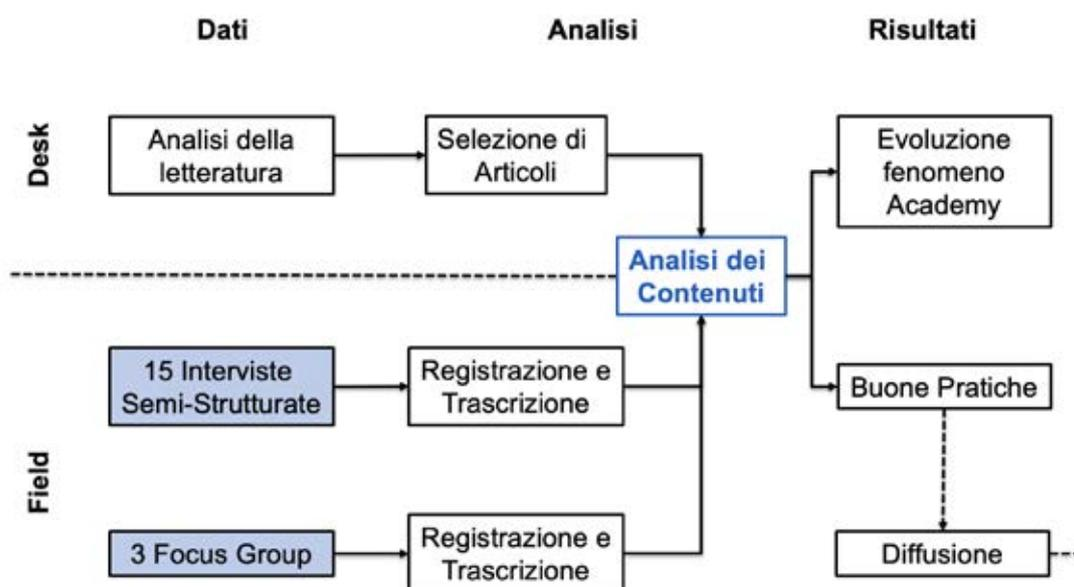 Dati
Analisi
Risultati
Desk
Analisi della
letteratura
Selezione di
Articoli
Evoluzione
fenomeno
Academy
Analisi dei
Contenuti
Field
15 Interviste
Semi-Strutturate
Registrazione e
Trascrizione
Buone Pratiche
3 Focus Group
Registrazione e
Trascrizione
Diffusione